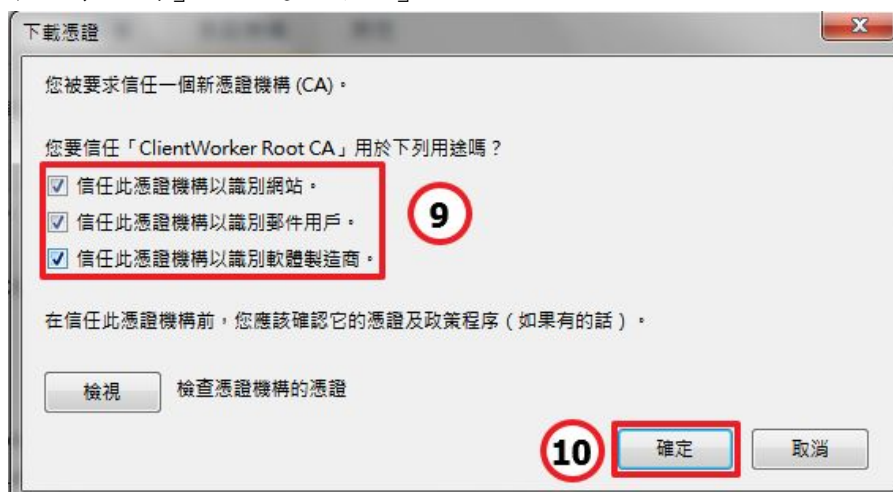 下載憑證
您被要求信任一個新憑證機構 (CA)。
您要信任「ClientWorker Root CA」用於下列用途嗎？
信任此憑證機構以識別網站。
信任此憑證機構以識別郵件用戶。
信任此憑證機構以識別軟體製造商。
9
在信任此憑證機構前，您應該確認它的憑證及政策程序（如果有的話）。
檢視 檢查憑證機構的憑證
10 確定 取消